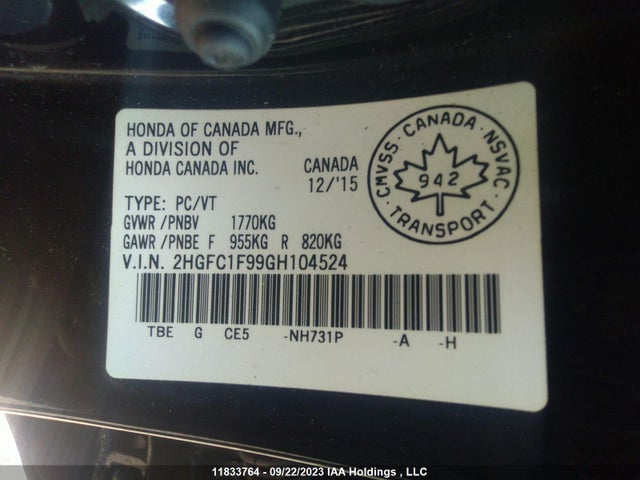 HONDA OF CANADA MFG.,
A DIVISION OF
HONDA CANADA INC.
CANADA
12/'15
TYPE: PC/VT
GVWR /PNBV 1770KG
GAWR /PNBE F 955KG R 820KG
V.I.N. 2HGFC1F99GH104524
TBE G CE5 -NH731P -A -H
CMVSS · CANADA · NSVAC
942
TRANSPORT
11833764 - 09/22/2023 IAA Holdings , LLC